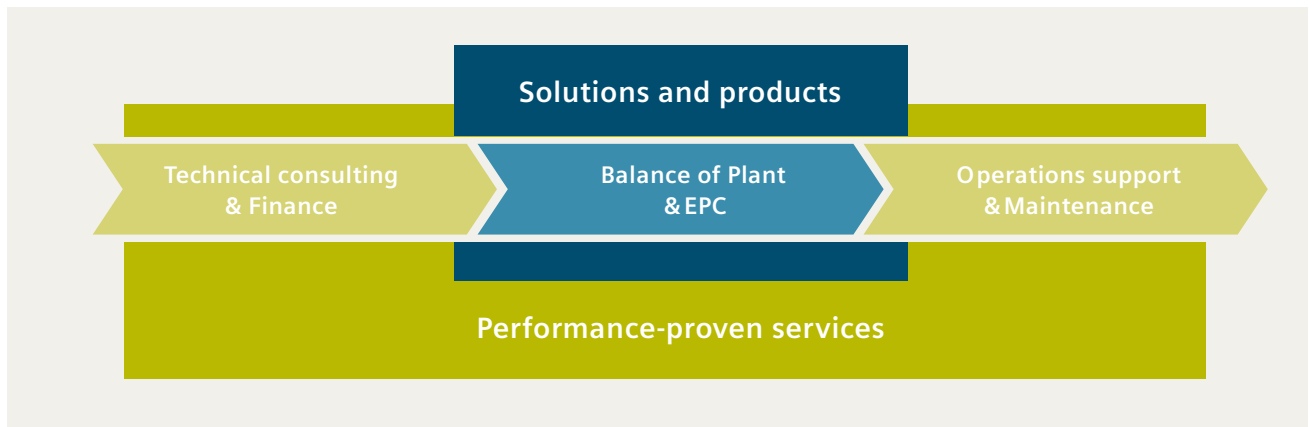 Solutions and products
Technical consulting
& Finance
Balance of Plant
& EPC
Operations support
& Maintenance
Performance-proven services